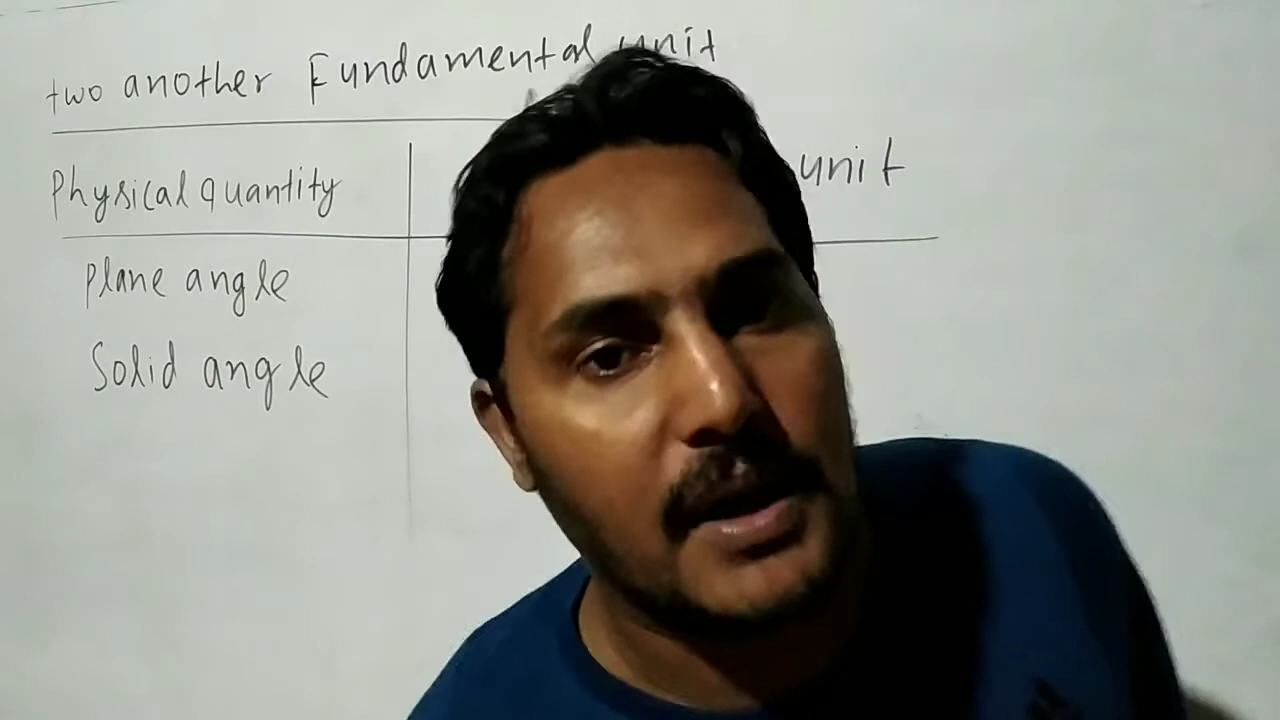 two another Fundamental unit
Physical quantity unit
Plane angle
Solid angle